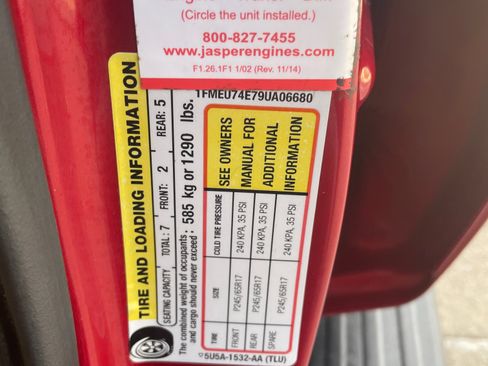 (Circle the unit installed.)
800-827-7455
www.jasperengines.com
F1.26.1F1 1/02 (Rev. 11/14)
1FMEU74E79UA06680
TIRE AND LOADING INFORMATION
SEATING CAPACITY TOTAL: 7 FRONT: 2 REAR: 5
The combined weight of occupants
and cargo should never exceed: 585 kg or 1290 lbs.
TIRE SIZE COLD TIRE PRESSURE SEE OWNERS
FRONT P245/65R17 240 KPA, 35 PSI MANUAL FOR
REAR P245/65R17 240 KPA, 35 PSI ADDITIONAL
SPARE P245/65R17 240 KPA, 35 PSI INFORMATION
5U5A-1532-AA (TLU)